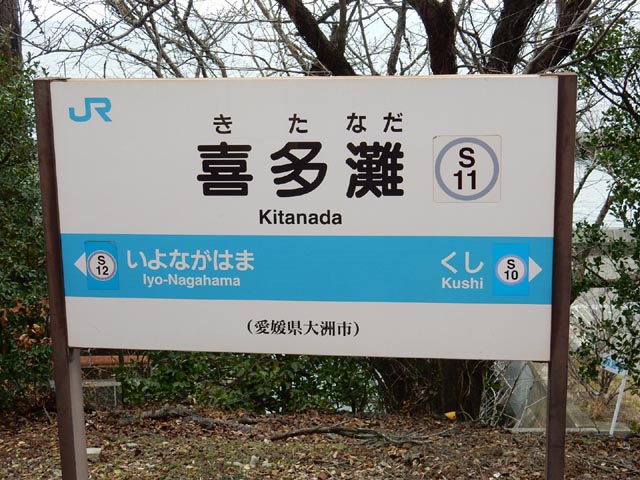 JR
きたなだ
喜多灘
S
11
Kitanada
S
12
いよながはま
Iyo-Nagahama
くし
Kushi
S
10
(愛媛県大洲市)